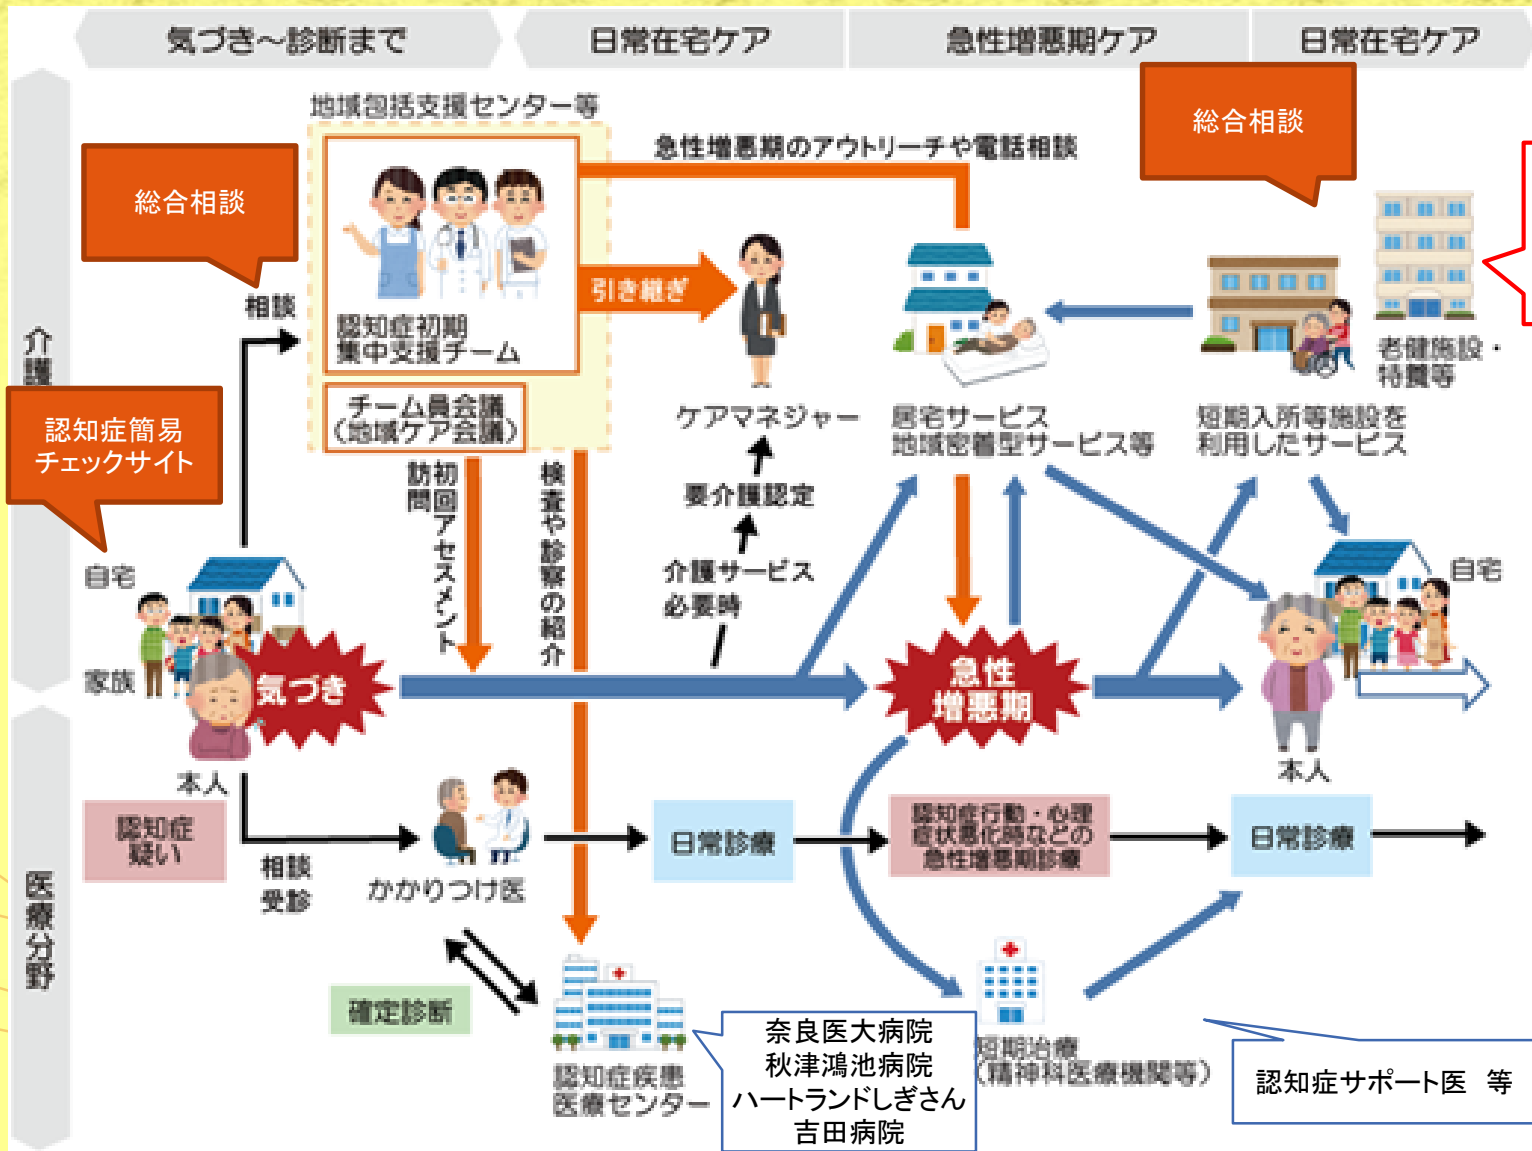 気づき～診断まで
日常在宅ケア
急性増悪期ケア
日常在宅ケア
地域包括支援センター等
急性増悪期のアウトリーチや電話相談
総合相談
総合相談
相談
引き継ぎ
認知症初期
集中支援チーム
チーム員会議
(地域ケア会議)
介護
認知症簡易
チェックサイト
ケアマネジャー
居宅サービス
地域密着型サービス等
短期入所等施設を
利用したサービス
老健施設・
特養等
初回アセスメント
訪問
検査や診察の紹介
要介護認定
介護サービス
必要時
自宅
家族
気づき
本人
急性
増悪期
自宅
本人
認知症
疑い
相談
受診
かかりつけ医
日常診療
認知症行動・心理
症状悪化時などの
急性増悪期診療
日常診療
医療分野
確定診断
認知症疾患
医療センター
奈良医大病院
秋津鴻池病院
ハートランドしぎさん
吉田病院
短期治療
(精神科医療機関等)
認知症サポート医　等